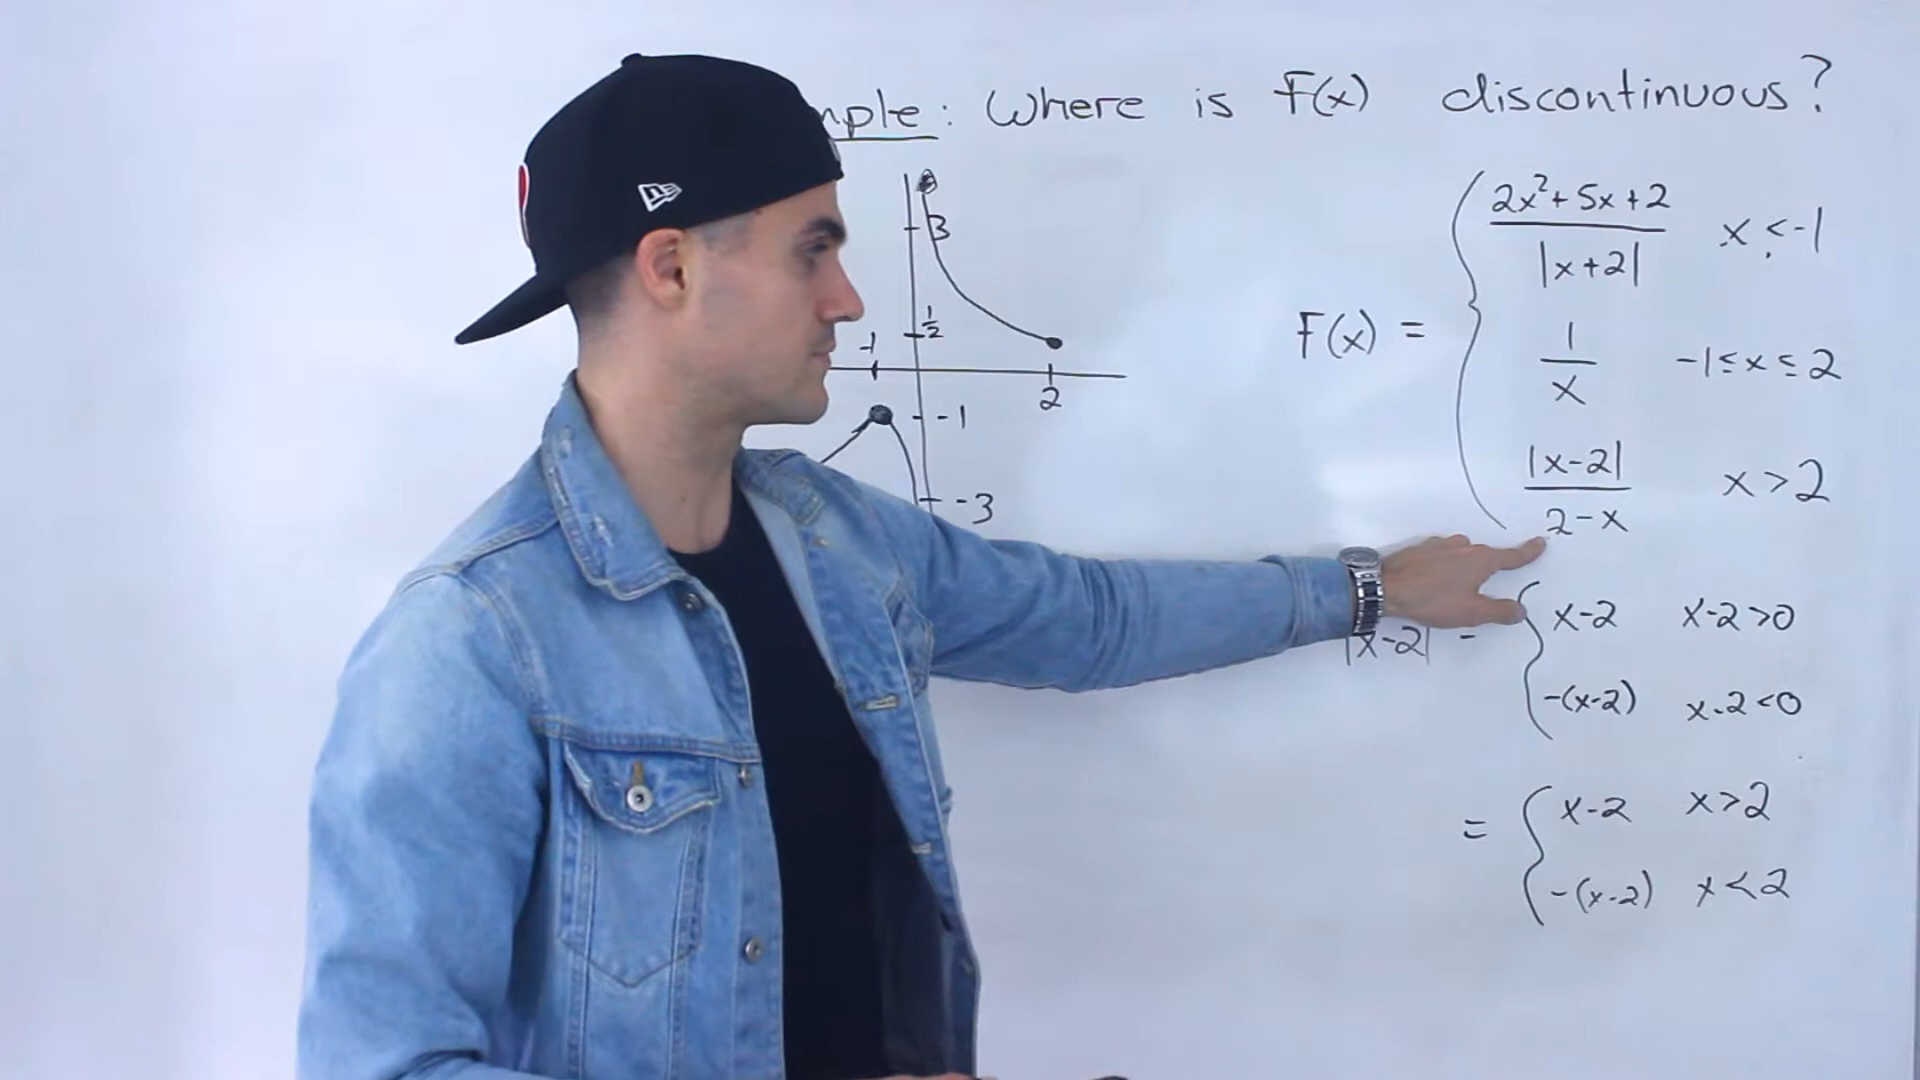 mple: Where is F(x) discontinuous?
3
1/2
-1
2
-1
-3
F(x) =
2x²+5x+2 / |x+2| x<-1
1/x -1≤x≤2
|x-2| / 2-x x>2
|x-2| =
x-2 x-2>0
-(x-2) x-2<0
=
x-2 x>2
-(x-2) x<2